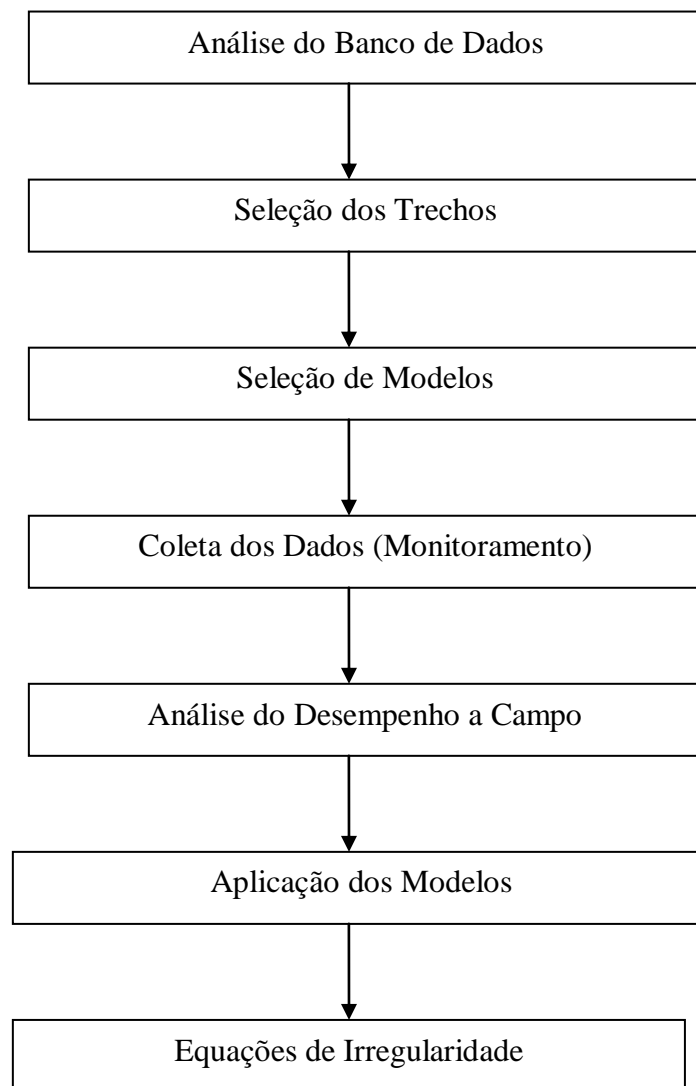 Análise do Banco de Dados
Seleção dos Trechos
Seleção de Modelos
Coleta dos Dados (Monitoramento)
Análise do Desempenho a Campo
Aplicação dos Modelos
Equações de Irregularidade